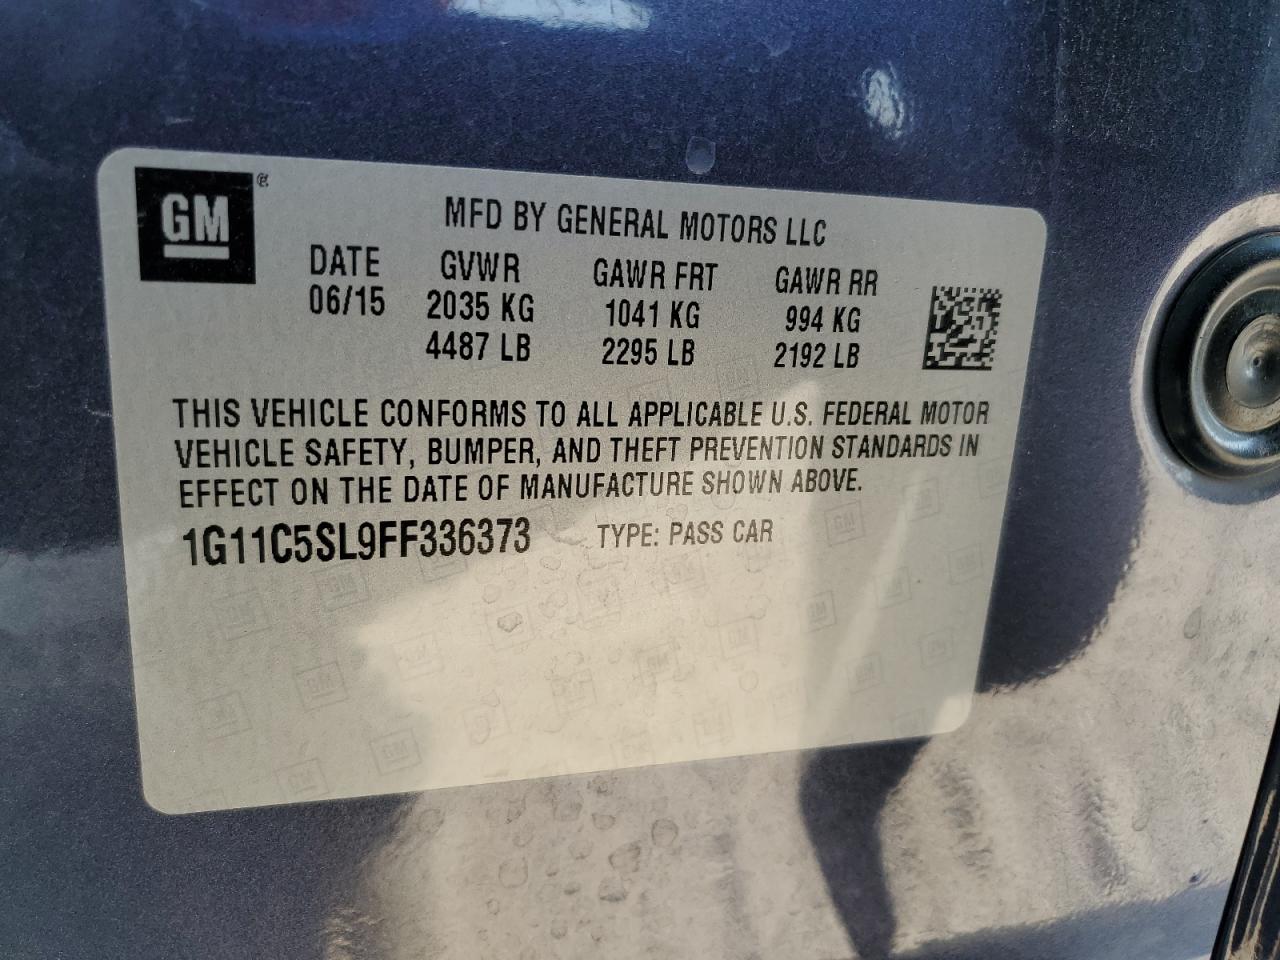 GM
MFD BY GENERAL MOTORS LLC
DATE GVWR GAWR FRT GAWR RR
06/15 2035 KG 1041 KG 994 KG
4487 LB 2295 LB 2192 LB
THIS VEHICLE CONFORMS TO ALL APPLICABLE U.S. FEDERAL MOTOR
VEHICLE SAFETY, BUMPER, AND THEFT PREVENTION STANDARDS IN
EFFECT ON THE DATE OF MANUFACTURE SHOWN ABOVE.
1G11C5SL9FF336373 TYPE: PASS CAR